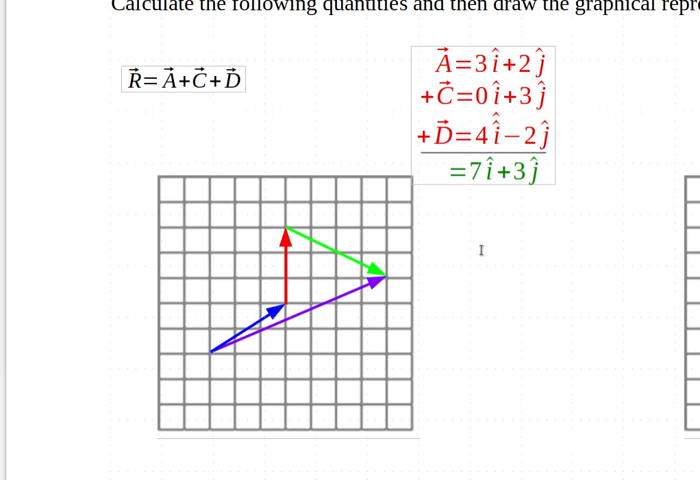 Calculate the following quantities and then draw the graphical repr
R⃗=A⃗+C⃗+D⃗
A⃗=3î+2ĵ
+C⃗=0î+3ĵ
+D⃗=4î−2ĵ
=7î+3ĵ